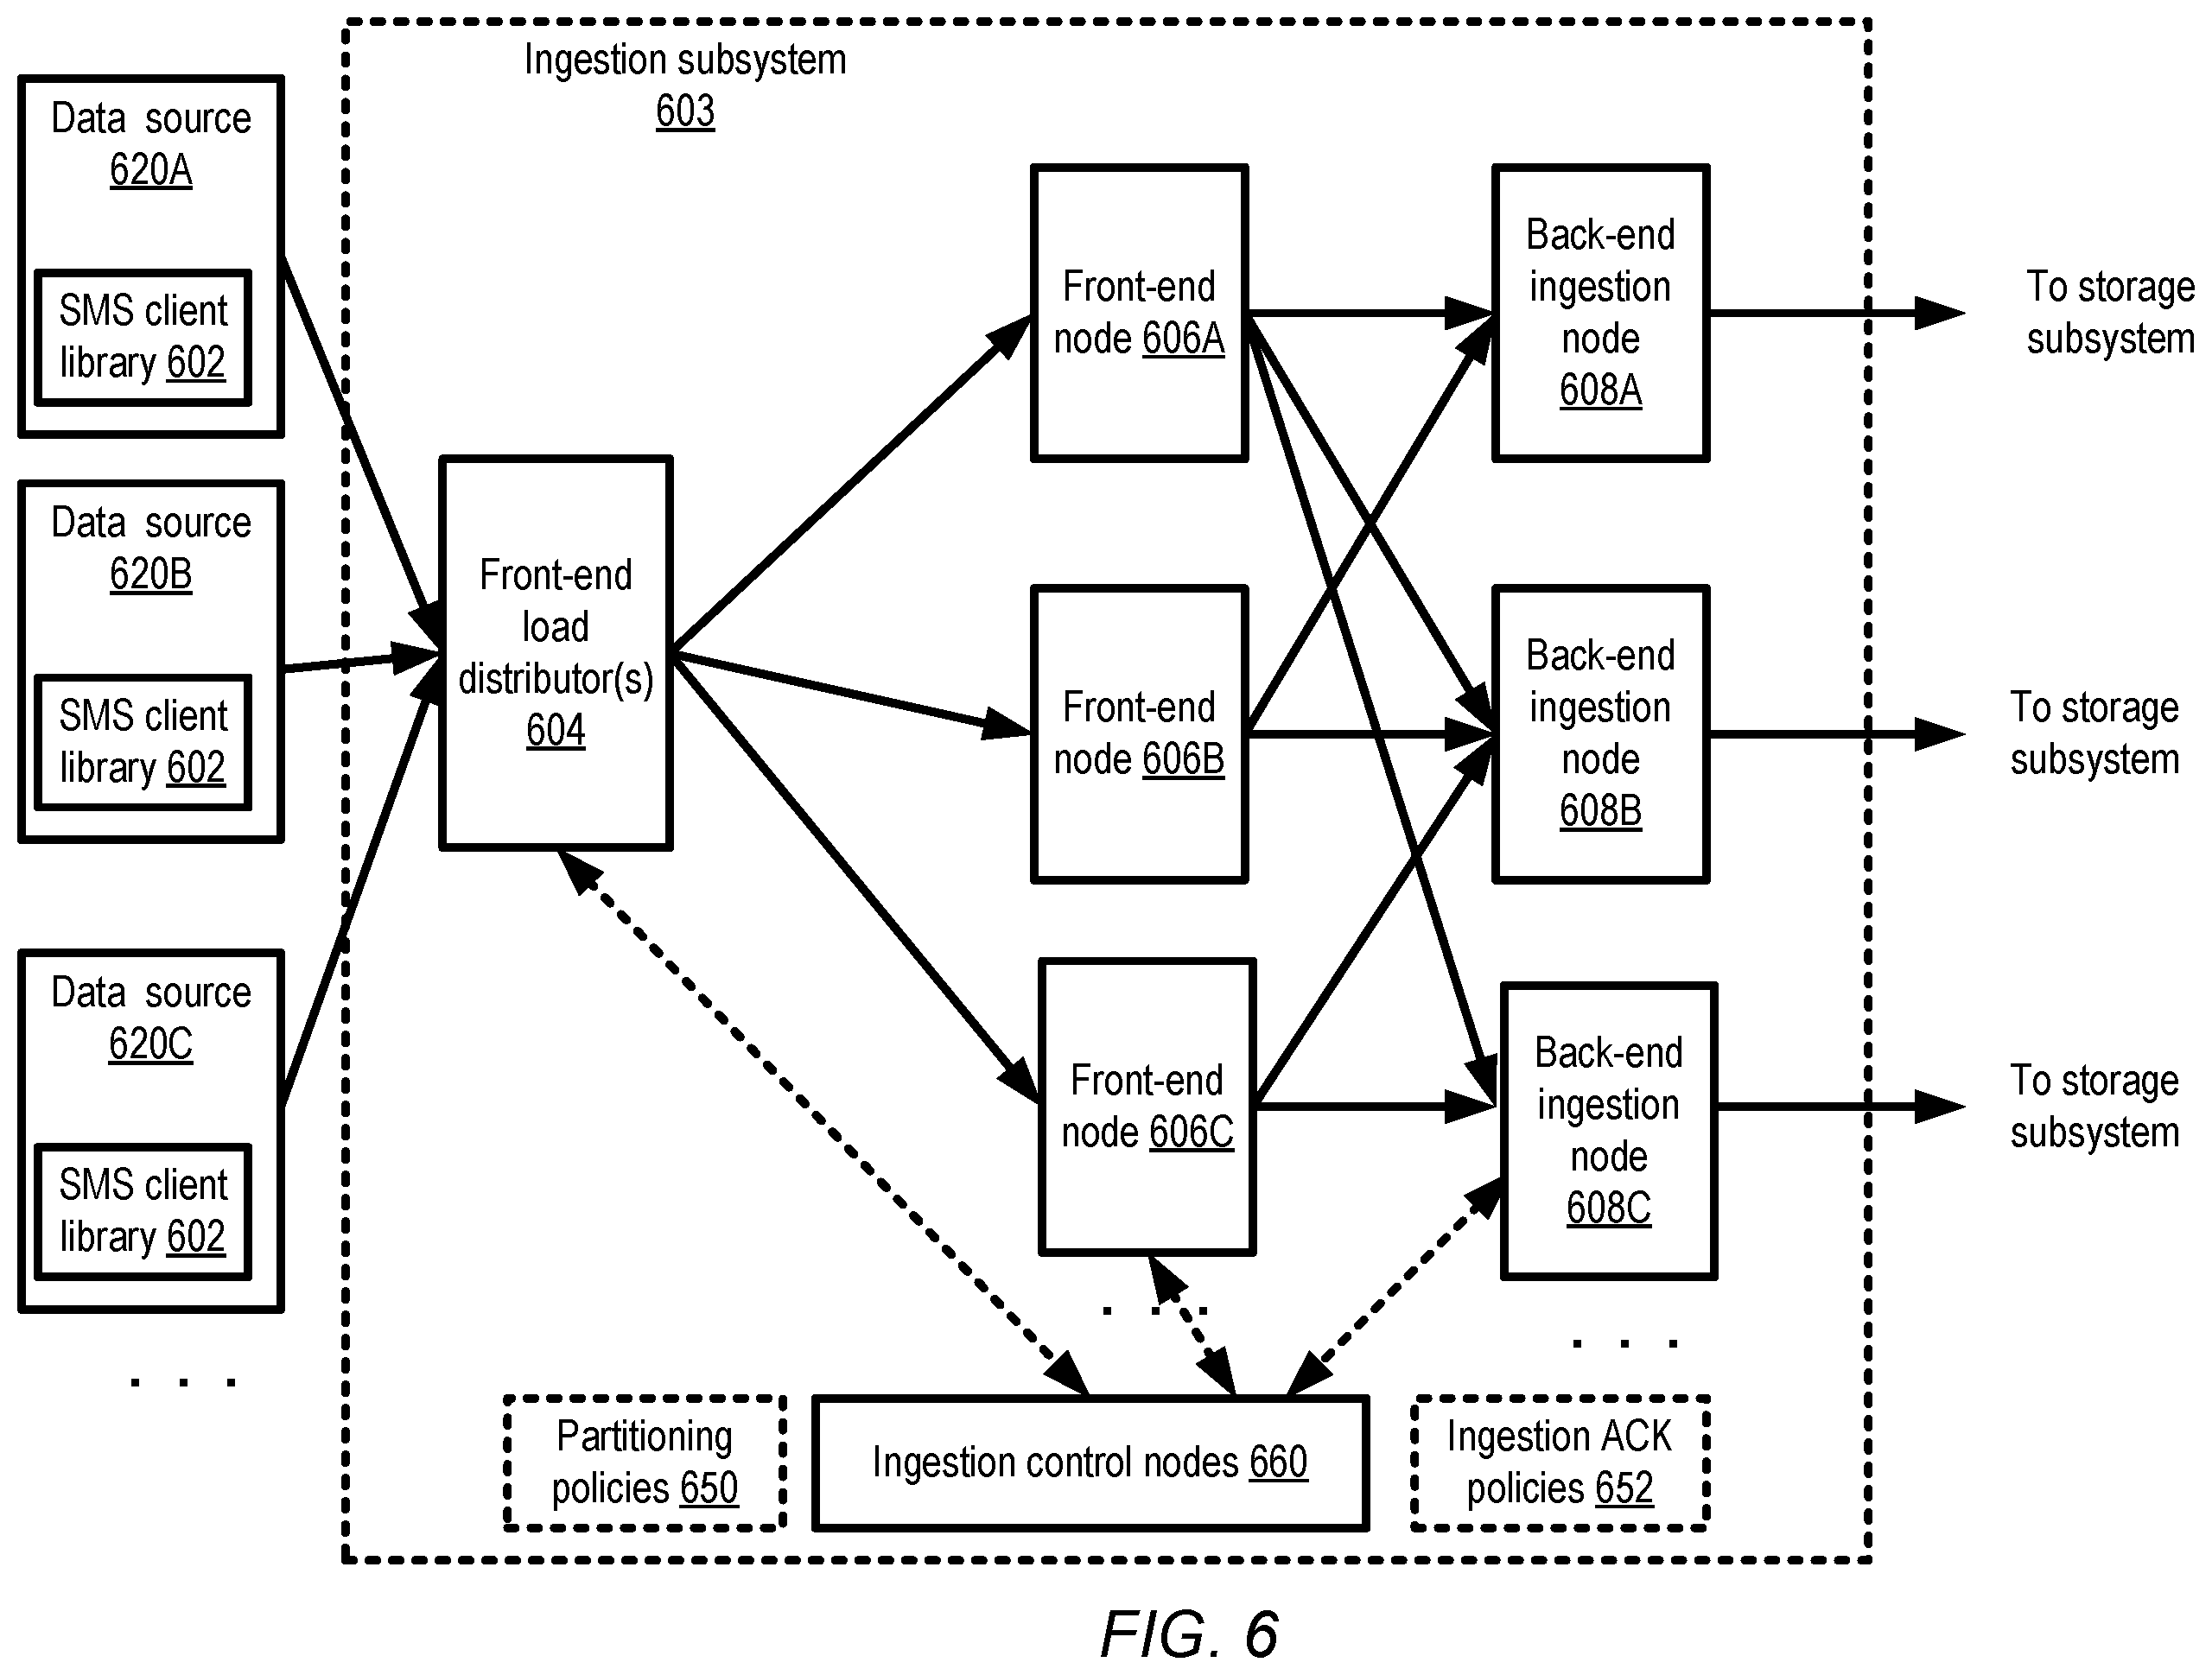 Ingestion subsystem
603
Data source
620A
SMS client
library 602
Data source
620B
SMS client
library 602
Data source
620C
SMS client
library 602
. . .
Front-end
load
distributor(s)
604
Front-end
node 606A
Front-end
node 606B
Front-end
node 606C
. . .
Back-end
ingestion
node
608A
Back-end
ingestion
node
608B
Back-end
ingestion
node
608C
. . .
To storage
subsystem
To storage
subsystem
To storage
subsystem
Partitioning
policies 650
Ingestion control nodes 660
Ingestion ACK
policies 652
FIG. 6